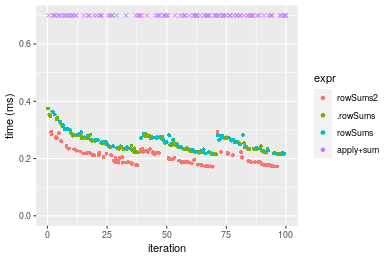 0.6
0.4
0.2
0.0
time (ms)
0
25
50
75
100
iteration
expr
rowSums2
.rowSums
rowSums
apply+sum